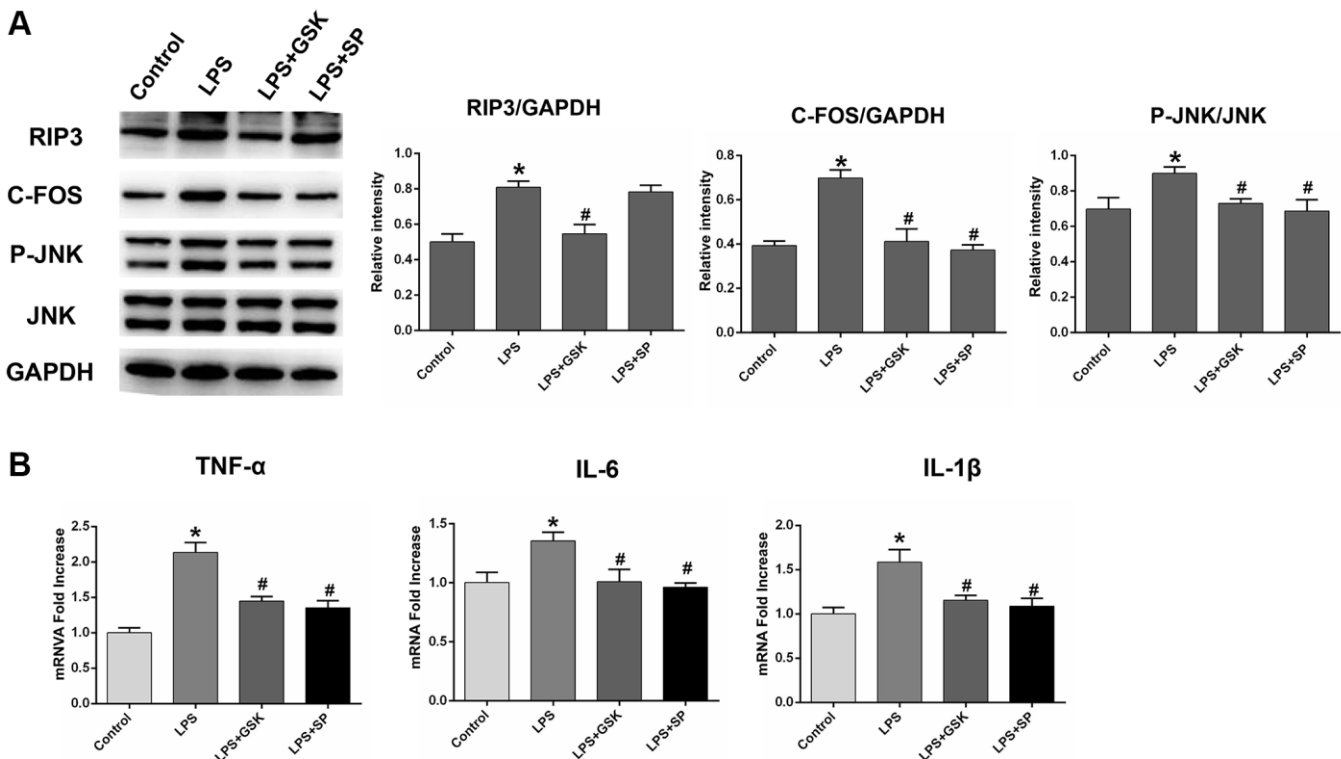 A
Control
LPS
LPS+GSK
LPS+SP
RIP3
C-FOS
P-JNK
JNK
GAPDH
RIP3/GAPDH
Relative intensity
1.0
0.8
0.6
0.4
0.2
0.0
*
#
Control
LPS
LPS+GSK
LPS+SP
C-FOS/GAPDH
Relative intensity
0.8
0.6
0.4
0.2
0.0
*
#
#
Control
LPS
LPS+GSK
LPS+SP
P-JNK/JNK
Relative intensity
1.0
0.8
0.6
0.4
0.2
0.0
*
#
#
Control
LPS
LPS+GSK
LPS+SP
B
TNF-α
mRNVA Fold Increase
2.5
2.0
1.5
1.0
0.5
0.0
*
#
#
Control
LPS
LPS+GSK
LPS+SP
IL-6
mRNA Fold Increase
1.5
1.0
0.5
0.0
*
#
#
Control
LPS
LPS+GSK
LPS+SP
IL-1β
mRNA Fold Increase
2.0
1.5
1.0
0.5
0.0
*
#
#
Control
LPS
LPS+GSK
LPS+SP